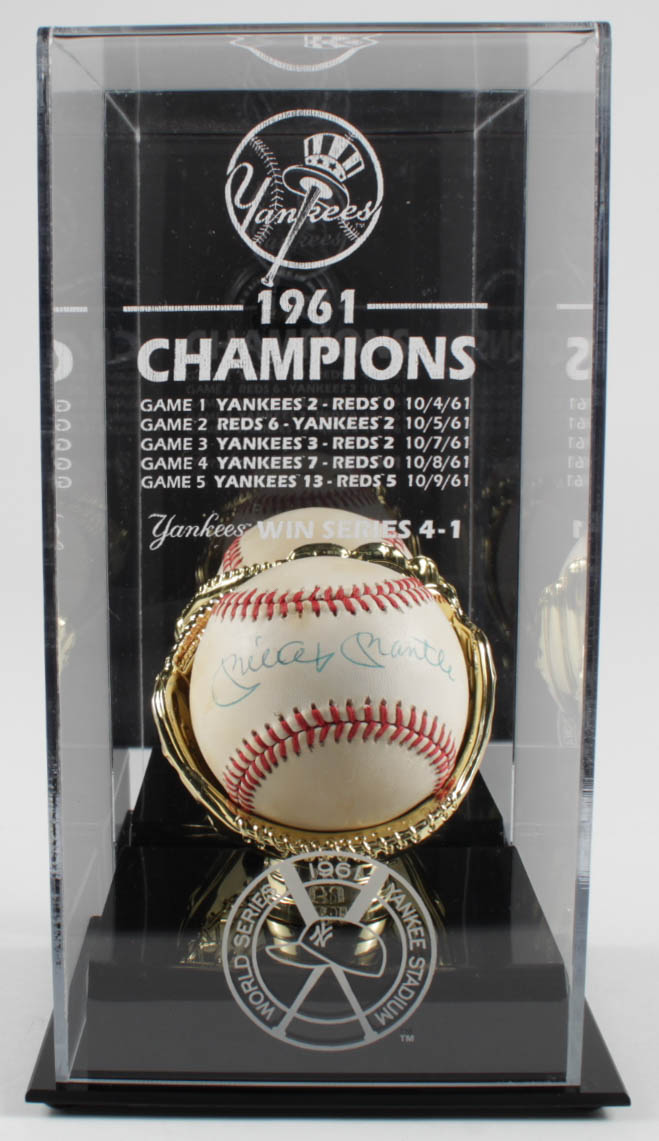 Yankees
1961
CHAMPIONS
GAME 1 YANKEES 2 - REDS 0 10/4/61
GAME 2 REDS 6 - YANKEES 2 10/5/61
GAME 3 YANKEES 3 - REDS 2 10/7/61
GAME 4 YANKEES 7 - REDS 0 10/8/61
GAME 5 YANKEES 13 - REDS 5 10/9/61
Yankees WIN SERIES 4-1
Mickey Mantle
1961
WORLD SERIES
YANKEE STADIUM
NY
TM